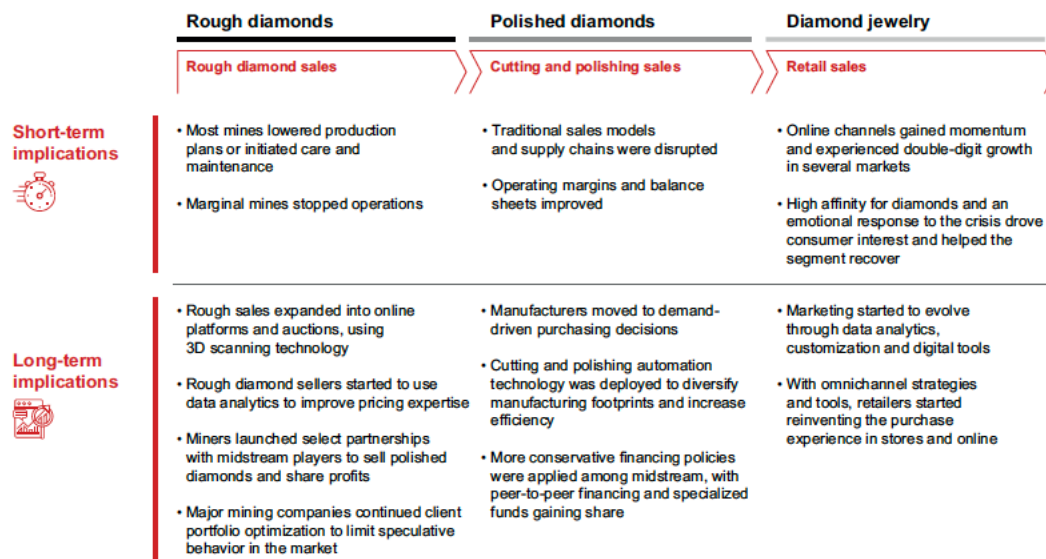 Rough diamonds
Polished diamonds
Diamond jewelry
Rough diamond sales
Cutting and polishing sales
Retail sales
Short-term
implications
• Most mines lowered production
plans or initiated care and
maintenance
• Marginal mines stopped operations
• Traditional sales models
and supply chains were disrupted
• Operating margins and balance
sheets improved
• Online channels gained momentum
and experienced double-digit growth
in several markets
• High affinity for diamonds and an
emotional response to the crisis drove
consumer interest and helped the
segment recover
Long-term
implications
• Rough sales expanded into online
platforms and auctions, using
3D scanning technology
• Rough diamond sellers started to use
data analytics to improve pricing expertise
• Miners launched select partnerships
with midstream players to sell polished
diamonds and share profits
• Major mining companies continued client
portfolio optimization to limit speculative
behavior in the market
• Manufacturers moved to demand-
driven purchasing decisions
• Cutting and polishing automation
technology was deployed to diversify
manufacturing footprints and increase
efficiency
• More conservative financing policies
were applied among midstream, with
peer-to-peer financing and specialized
funds gaining share
• Marketing started to evolve
through data analytics,
customization and digital tools
• With omnichannel strategies
and tools, retailers started
reinventing the purchase
experience in stores and online